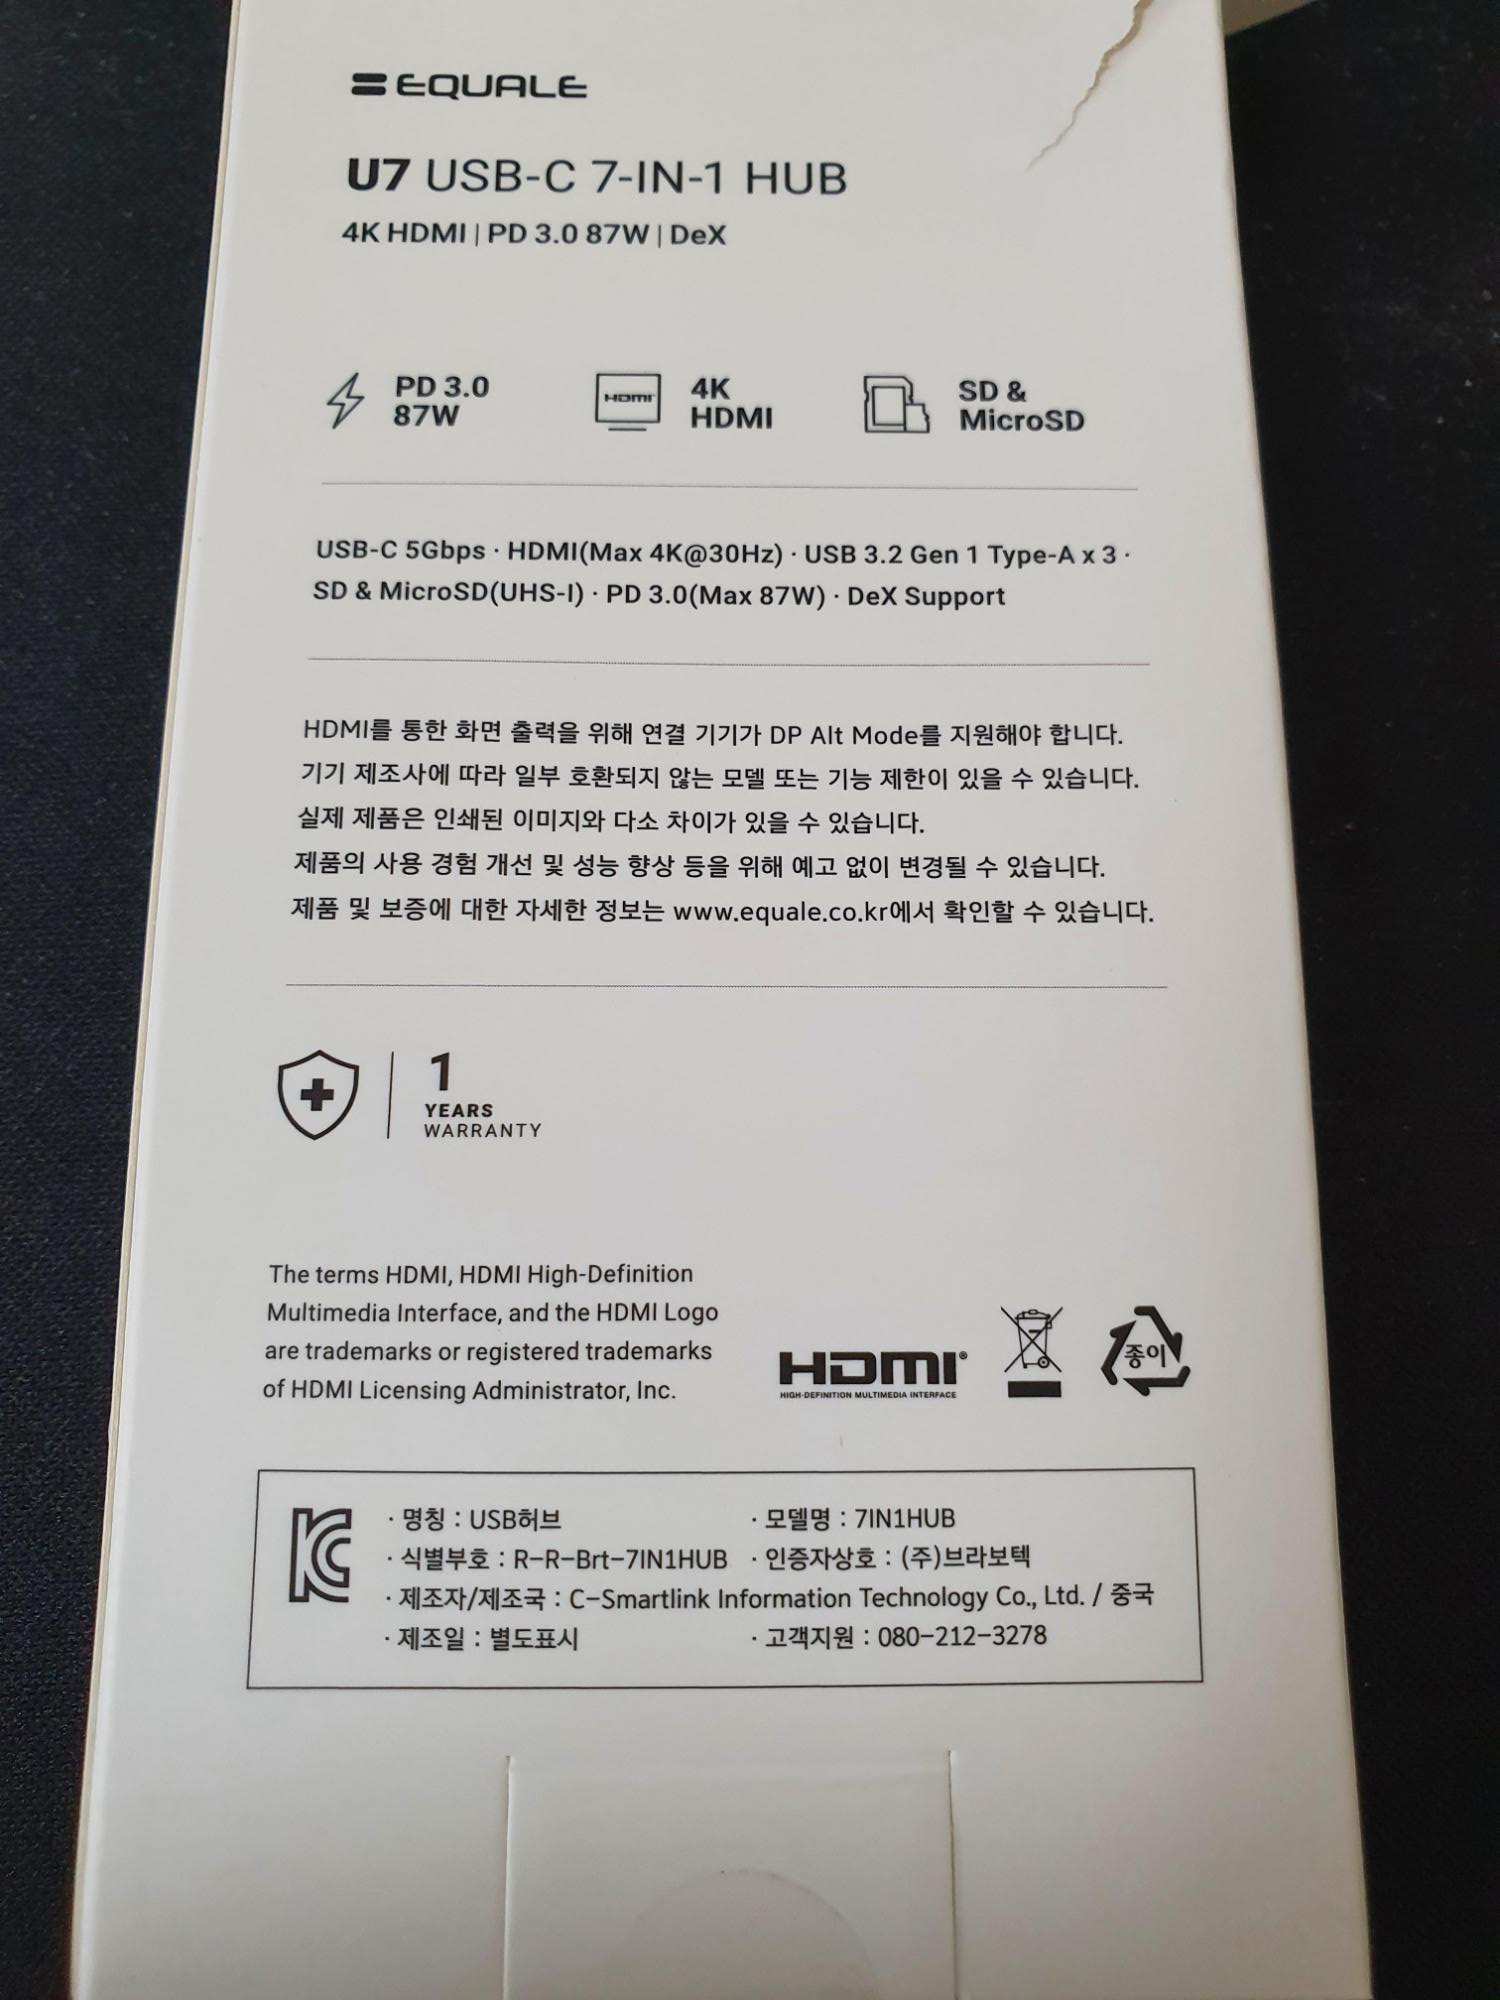 EQUALE
U7 USB-C 7-IN-1 HUB
4K HDMI | PD 3.0 87W | DeX
PD 3.0
87W
HDMI
4K
HDMI
SD &
MicroSD
USB-C 5Gbps · HDMI(Max 4K@30Hz) · USB 3.2 Gen 1 Type-A x 3 ·
SD & MicroSD(UHS-I) · PD 3.0(Max 87W) · DeX Support
HDMI를 통한 화면 출력을 위해 연결 기기가 DP Alt Mode를 지원해야 합니다.
기기 제조사에 따라 일부 호환되지 않는 모델 또는 기능 제한이 있을 수 있습니다.
실제 제품은 인쇄된 이미지와 다소 차이가 있을 수 있습니다.
제품의 사용 경험 개선 및 성능 향상 등을 위해 예고 없이 변경될 수 있습니다.
제품 및 보증에 대한 자세한 정보는 www.equale.co.kr에서 확인할 수 있습니다.
1
YEARS
WARRANTY
The terms HDMI, HDMI High-Definition
Multimedia Interface, and the HDMI Logo
are trademarks or registered trademarks
of HDMI Licensing Administrator, Inc.
HDMI®
HIGH-DEFINITION MULTIMEDIA INTERFACE
종이
· 명칭 : USB허브 · 모델명 : 7IN1HUB
· 식별부호 : R-R-Brt-7IN1HUB · 인증자상호 : (주)브라보텍
· 제조자/제조국 : C-Smartlink Information Technology Co., Ltd. / 중국
· 제조일 : 별도표시 · 고객지원 : 080-212-3278